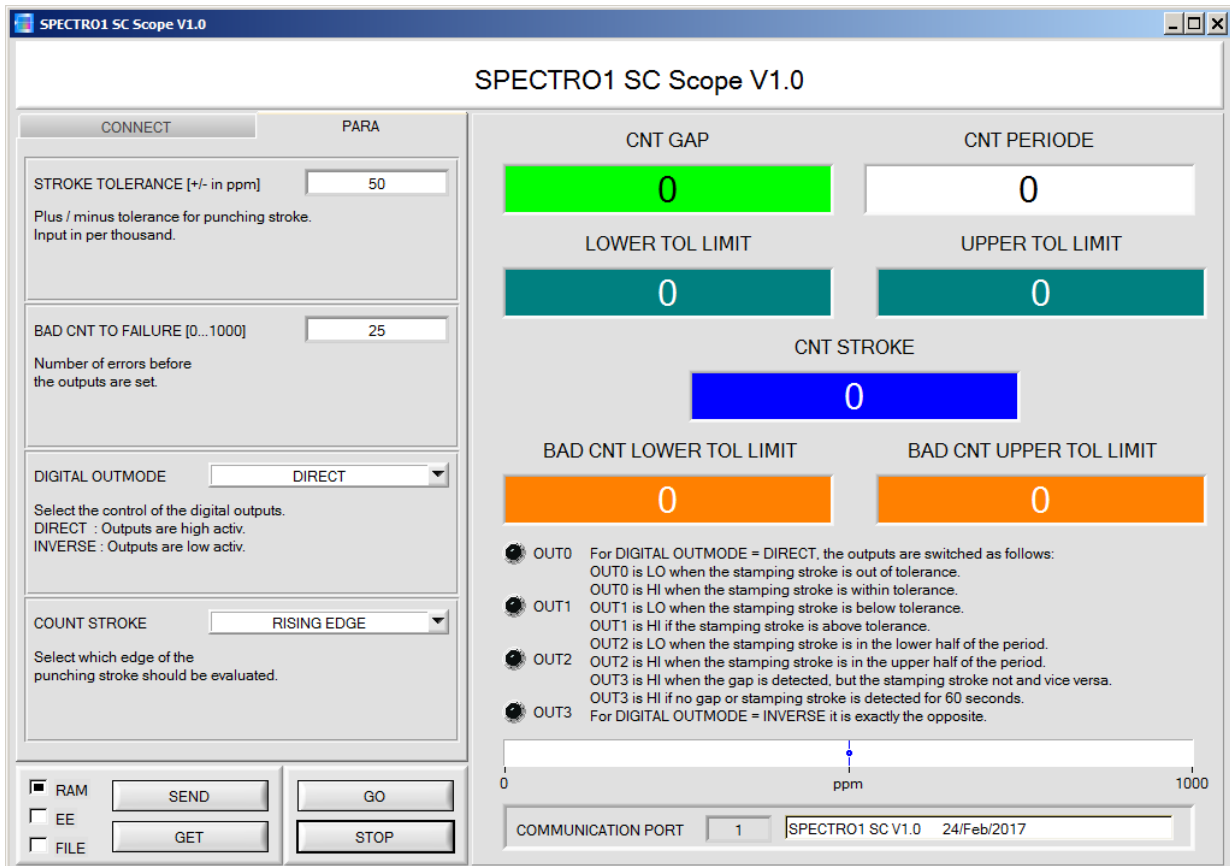 SPECTRO1 SC Scope V1.0
SPECTRO1 SC Scope V1.0
CONNECT
PARA
STROKE TOLERANCE [+/- in ppm]
50
Plus / minus tolerance for punching stroke.
Input in per thousand.
BAD CNT TO FAILURE [0...1000]
25
Number of errors before
the outputs are set.
DIGITAL OUTMODE
DIRECT
Select the control of the digital outputs.
DIRECT : Outputs are high activ.
INVERSE : Outputs are low activ.
COUNT STROKE
RISING EDGE
Select which edge of the
punching stroke should be evaluated.
RAM
EE
FILE
SEND
GET
GO
STOP
CNT GAP
0
CNT PERIODE
0
LOWER TOL LIMIT
0
UPPER TOL LIMIT
0
CNT STROKE
0
BAD CNT LOWER TOL LIMIT
0
BAD CNT UPPER TOL LIMIT
0
OUT0
OUT1
OUT2
OUT3
For DIGITAL OUTMODE = DIRECT, the outputs are switched as follows:
OUT0 is LO when the stamping stroke is out of tolerance.
OUT0 is HI when the stamping stroke is within tolerance.
OUT1 is LO when the stamping stroke is below tolerance.
OUT1 is HI if the stamping stroke is above tolerance.
OUT2 is LO when the stamping stroke is in the lower half of the period.
OUT2 is HI when the stamping stroke is in the upper half of the period.
OUT3 is HI when the gap is detected, but the stamping stroke not and vice versa.
OUT3 is HI if no gap or stamping stroke is detected for 60 seconds.
For DIGITAL OUTMODE = INVERSE it is exactly the opposite.
0
ppm
1000
COMMUNICATION PORT
1
SPECTRO1 SC V1.0 24/Feb/2017